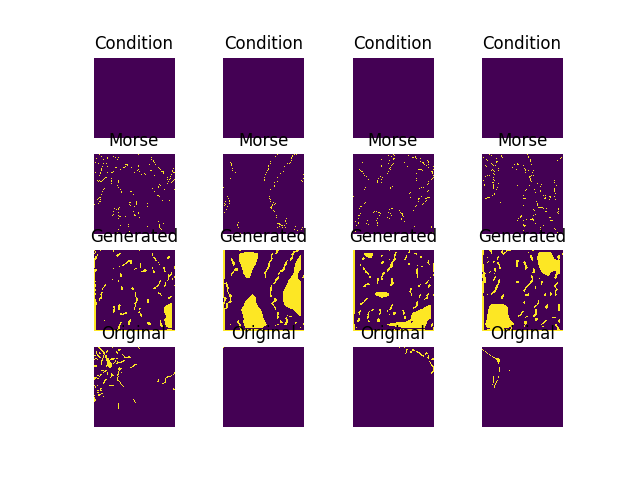 Condition Condition Condition Condition
Morse Morse Morse Morse
Generated Generated Generated Generated
Original Original Original Original